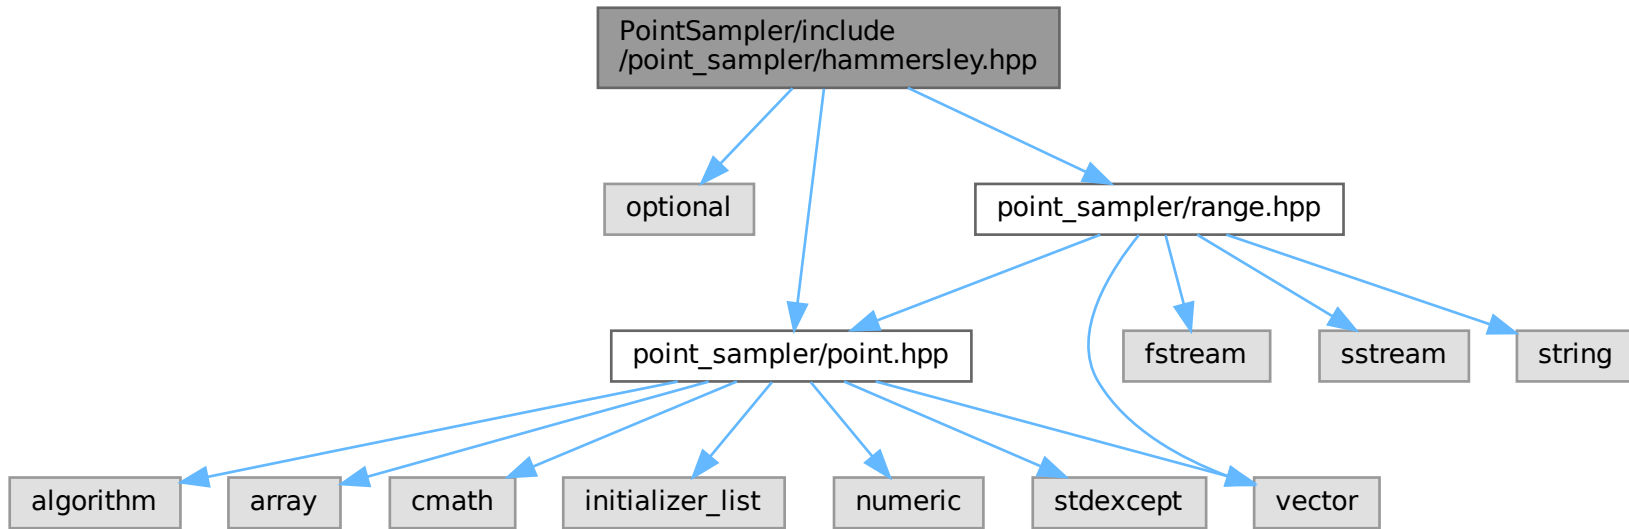 PointSampler/include
/point_sampler/hammersley.hpp
optional
point_sampler/range.hpp
point_sampler/point.hpp
fstream
sstream
string
algorithm
array
cmath
initializer_list
numeric
stdexcept
vector